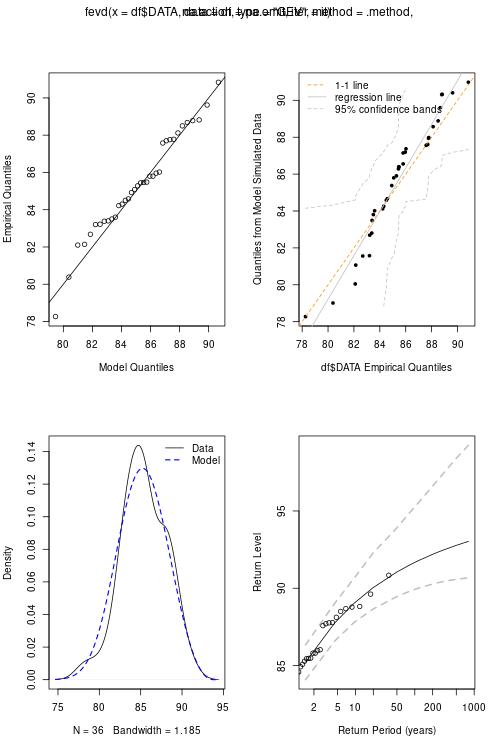 fevd(x = df$DATA, data = df, type = "GEV", method = .method,
90
88
86
84
82
80
78
Empirical Quantiles
80 82 84 86 88 90
Model Quantiles
1-1 line
regression line
95% confidence bands
90
88
86
84
82
80
78
Quantiles from Model Simulated Data
78 80 82 84 86 88 90
df$DATA Empirical Quantiles
Data
Model
0.14
0.12
0.10
0.08
0.06
0.04
0.02
0.00
Density
75 80 85 90 95
N = 36 Bandwidth = 1.185
95
90
85
Return Level
2 5 10 50 200 1000
Return Period (years)